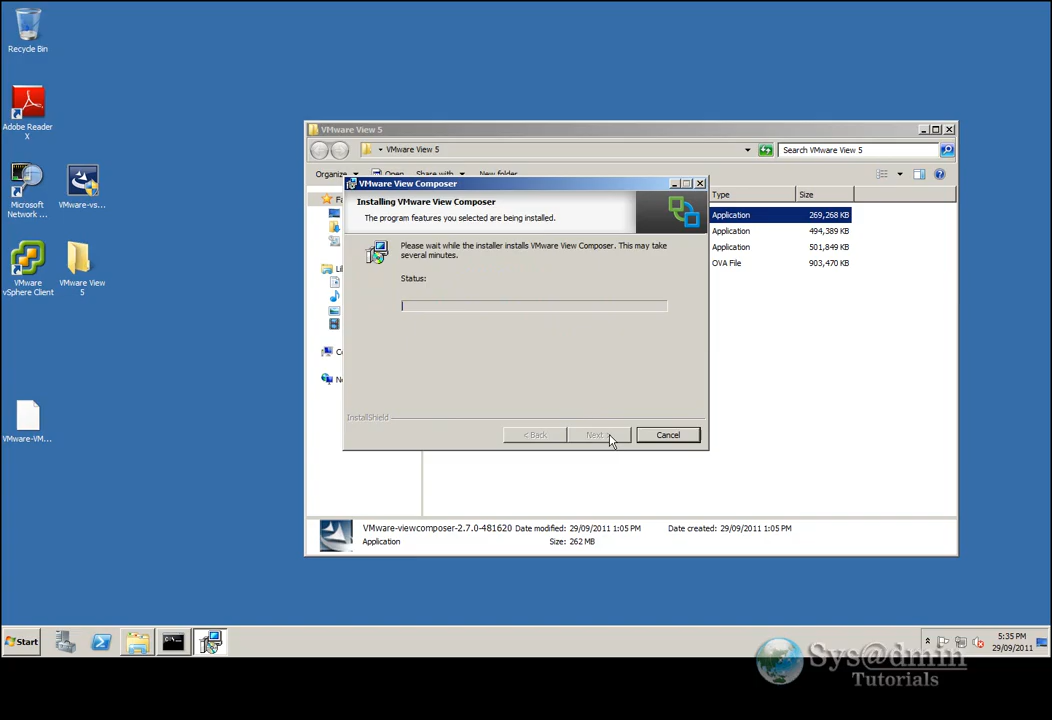 Recycle Bin
Adobe Reader
X
Microsoft
Network ...
VMware-vs...
VMware
vSphere Client
VMware View
5
VMware-VM...
VMware View 5
VMware View 5
Search VMware View 5
Organize
Open
Share with
New folder
Type
Size
Application
269,268 KB
Application
494,389 KB
Application
501,849 KB
OVA File
903,470 KB
Fa
Li
Co
Ne
VMware View Composer
Installing VMware View Composer
The program features you selected are being installed.
Please wait while the installer installs VMware View Composer. This may take
several minutes.
Status:
InstallShield
< Back
Next >
Cancel
VMware-viewcomposer-2.7.0-481620 Date modified: 29/09/2011 1:05 PM
Date created: 29/09/2011 1:05 PM
Application
Size: 262 MB
Start
5:35 PM
29/09/2011
Sys@dmin
Tutorials